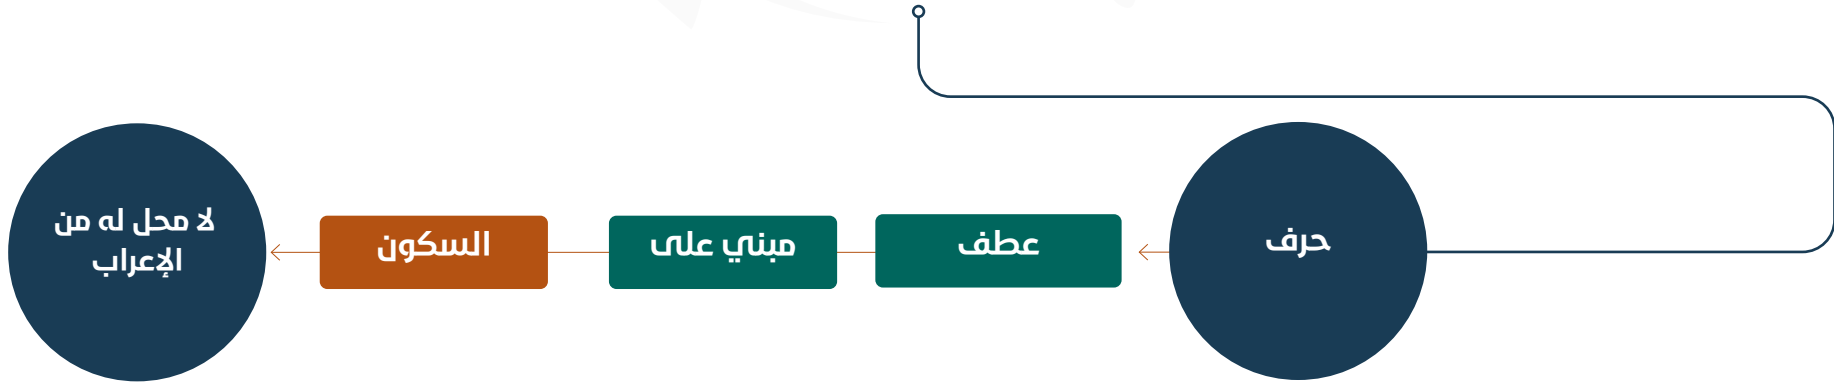 حرف
عطف
مبني على
السكون
لا محل له من
الإعراب